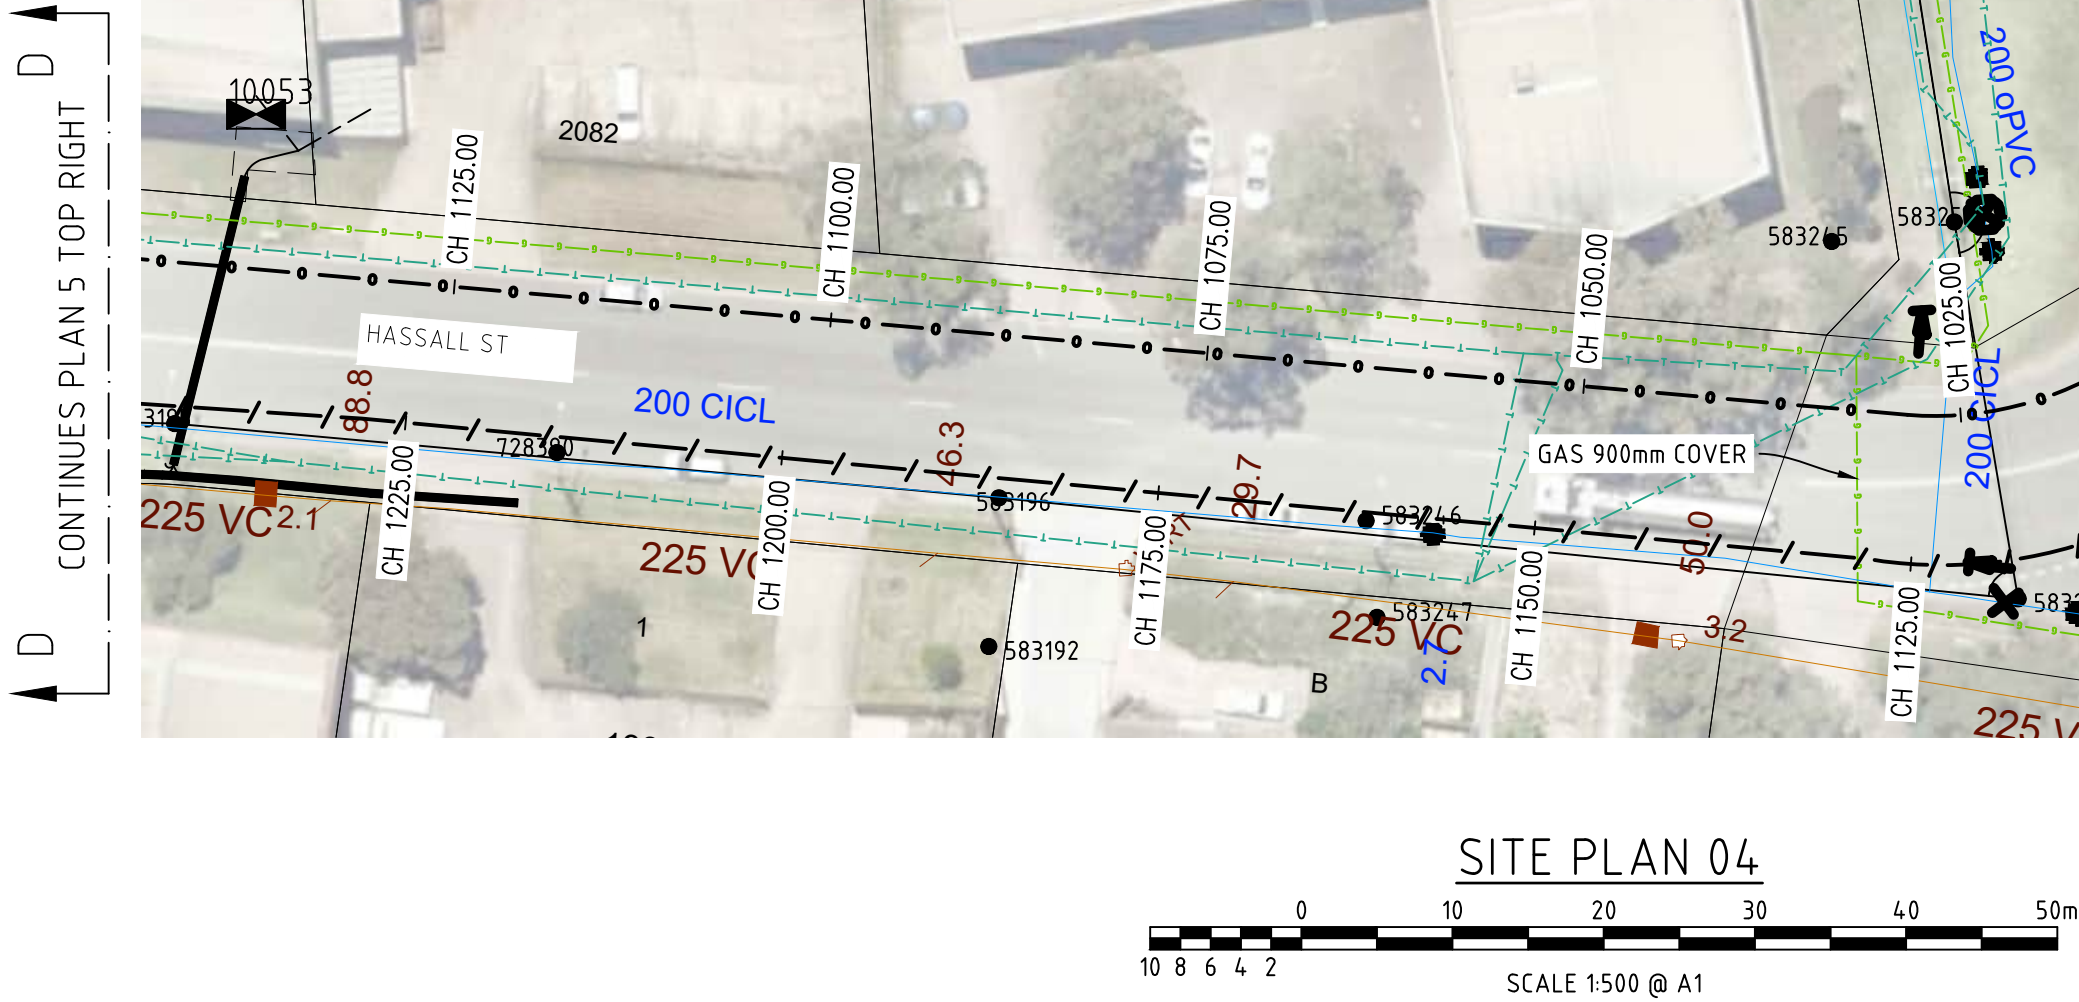 D
CONTINUES PLAN 5 TOP RIGHT
D
10053
2082
CH 1125.00
CH 1100.00
CH 1075.00
CH 1050.00
CH 1025.00
200 oPVC
583245
HASSALL ST
200 CICL
200 CICL
88.8
46.3
29.7
50.0
GAS 900mm COVER
728380
583196
583246
225 VC
2.1
CH 1225.00
225 VC
CH 1200.00
CH 1175.00
CH 1150.00
CH 1125.00
583247
225 VC
2.7
3.2
1
583192
B
225 V
SITE PLAN 04
0 10 20 30 40 50m
10 8 6 4 2
SCALE 1:500 @ A1